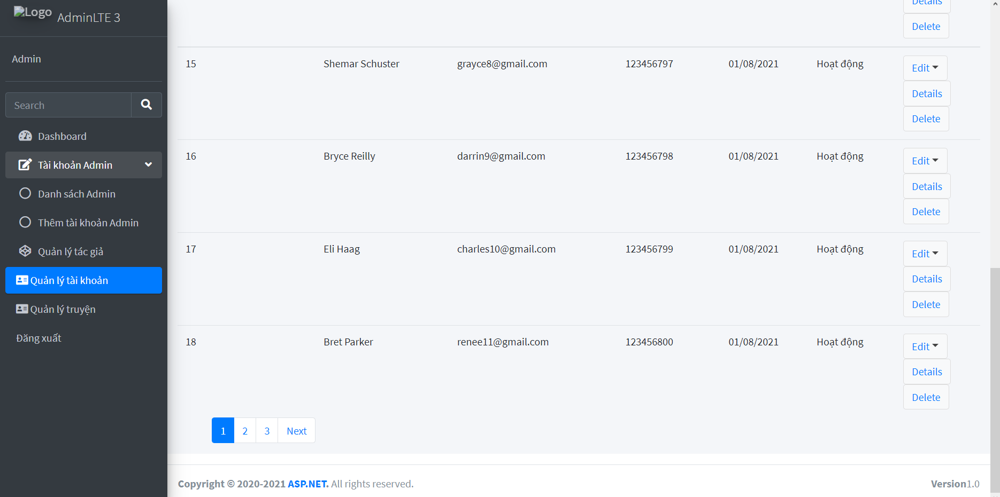 Logo
AdminLTE 3
Admin
Search
Dashboard
Tài khoản Admin
Danh sách Admin
Thêm tài khoản Admin
Quản lý tác giả
Quản lý tài khoản
Quản lý truyện
Đăng xuất
Details
Delete
15 Shemar Schuster grayce8@gmail.com 123456797 01/08/2021 Hoạt động Edit
Details
Delete
16 Bryce Reilly darrin9@gmail.com 123456798 01/08/2021 Hoạt động Edit
Details
Delete
17 Eli Haag charles10@gmail.com 123456799 01/08/2021 Hoạt động Edit
Details
Delete
18 Bret Parker renee11@gmail.com 123456800 01/08/2021 Hoạt động Edit
Details
Delete
1 2 3 Next
Copyright © 2020-2021 ASP.NET. All rights reserved. Version1.0